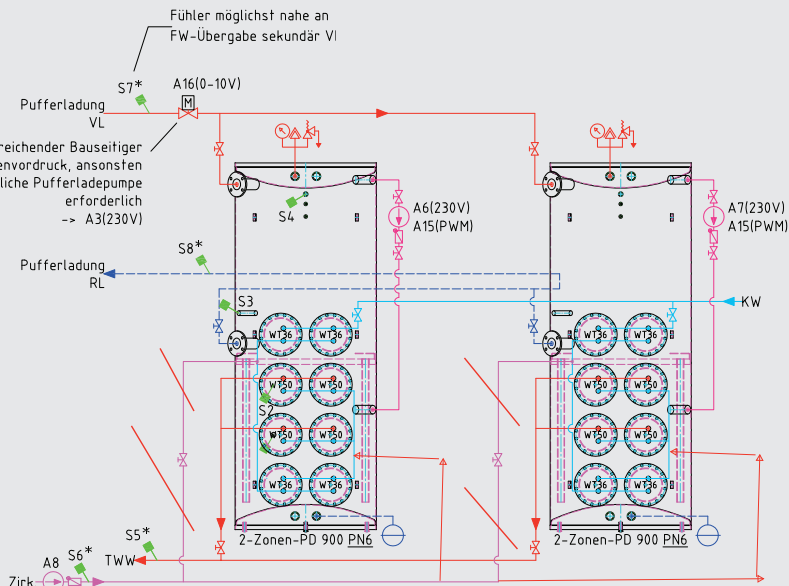 Fühler möglichst nahe an
FW-Übergabe sekundär Vl
S7*
A16(0-10V)
M
Pufferladung
VL
reichender Bauseitiger
envordruck, ansonsten
liche Pufferladepumpe
erforderlich
-> A3(230V)
S4
A6(230V)
A15(PWM)
A7(230V)
A15(PWM)
S8*
Pufferladung
RL
S3
KW
WT36 WT36
WT36 WT36
WT50 WT50
WT50 WT50
S2
WT50
WT50 WT50
WT36 WT36
WT36 WT36
2-Zonen-PD 900 PN6
2-Zonen-PD 900 PN6
S5*
TWW
A8
S6*
Zirk